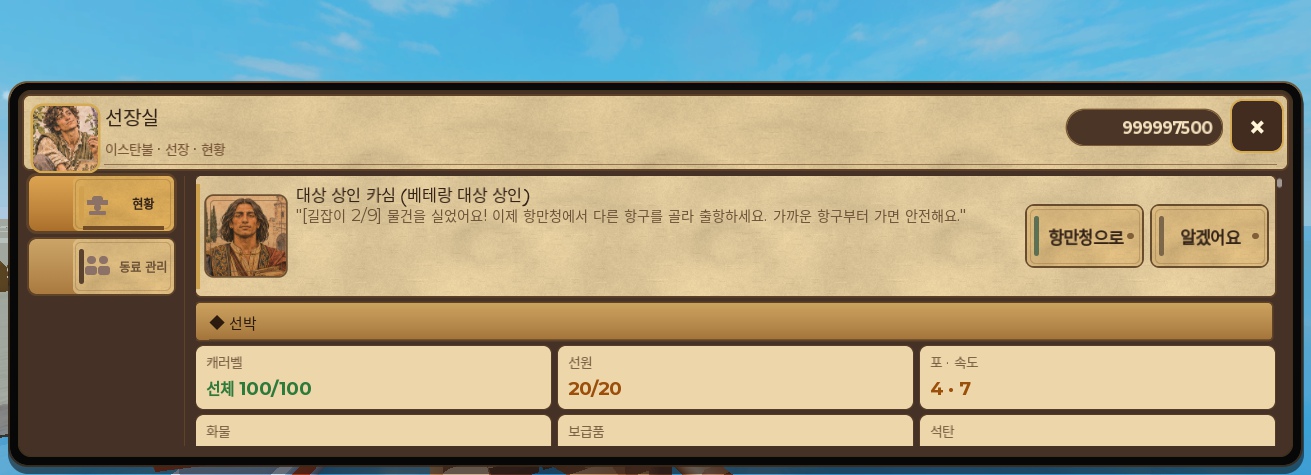 선장실
이스탄불 · 선장 · 현황
999997500
×
현황
동료 관리
대상 상인 카심 (베테랑 대상 상인)
"[길잡이 2/9] 물건을 실었어요! 이제 항만청에서 다른 항구를 골라 출항하세요. 가까운 항구부터 가면 안전해요."
항만청으로
알겠어요
◆ 선박
캐러벨
선체 100/100
선원
20/20
포 · 속도
4 · 7
화물
보급품
석탄